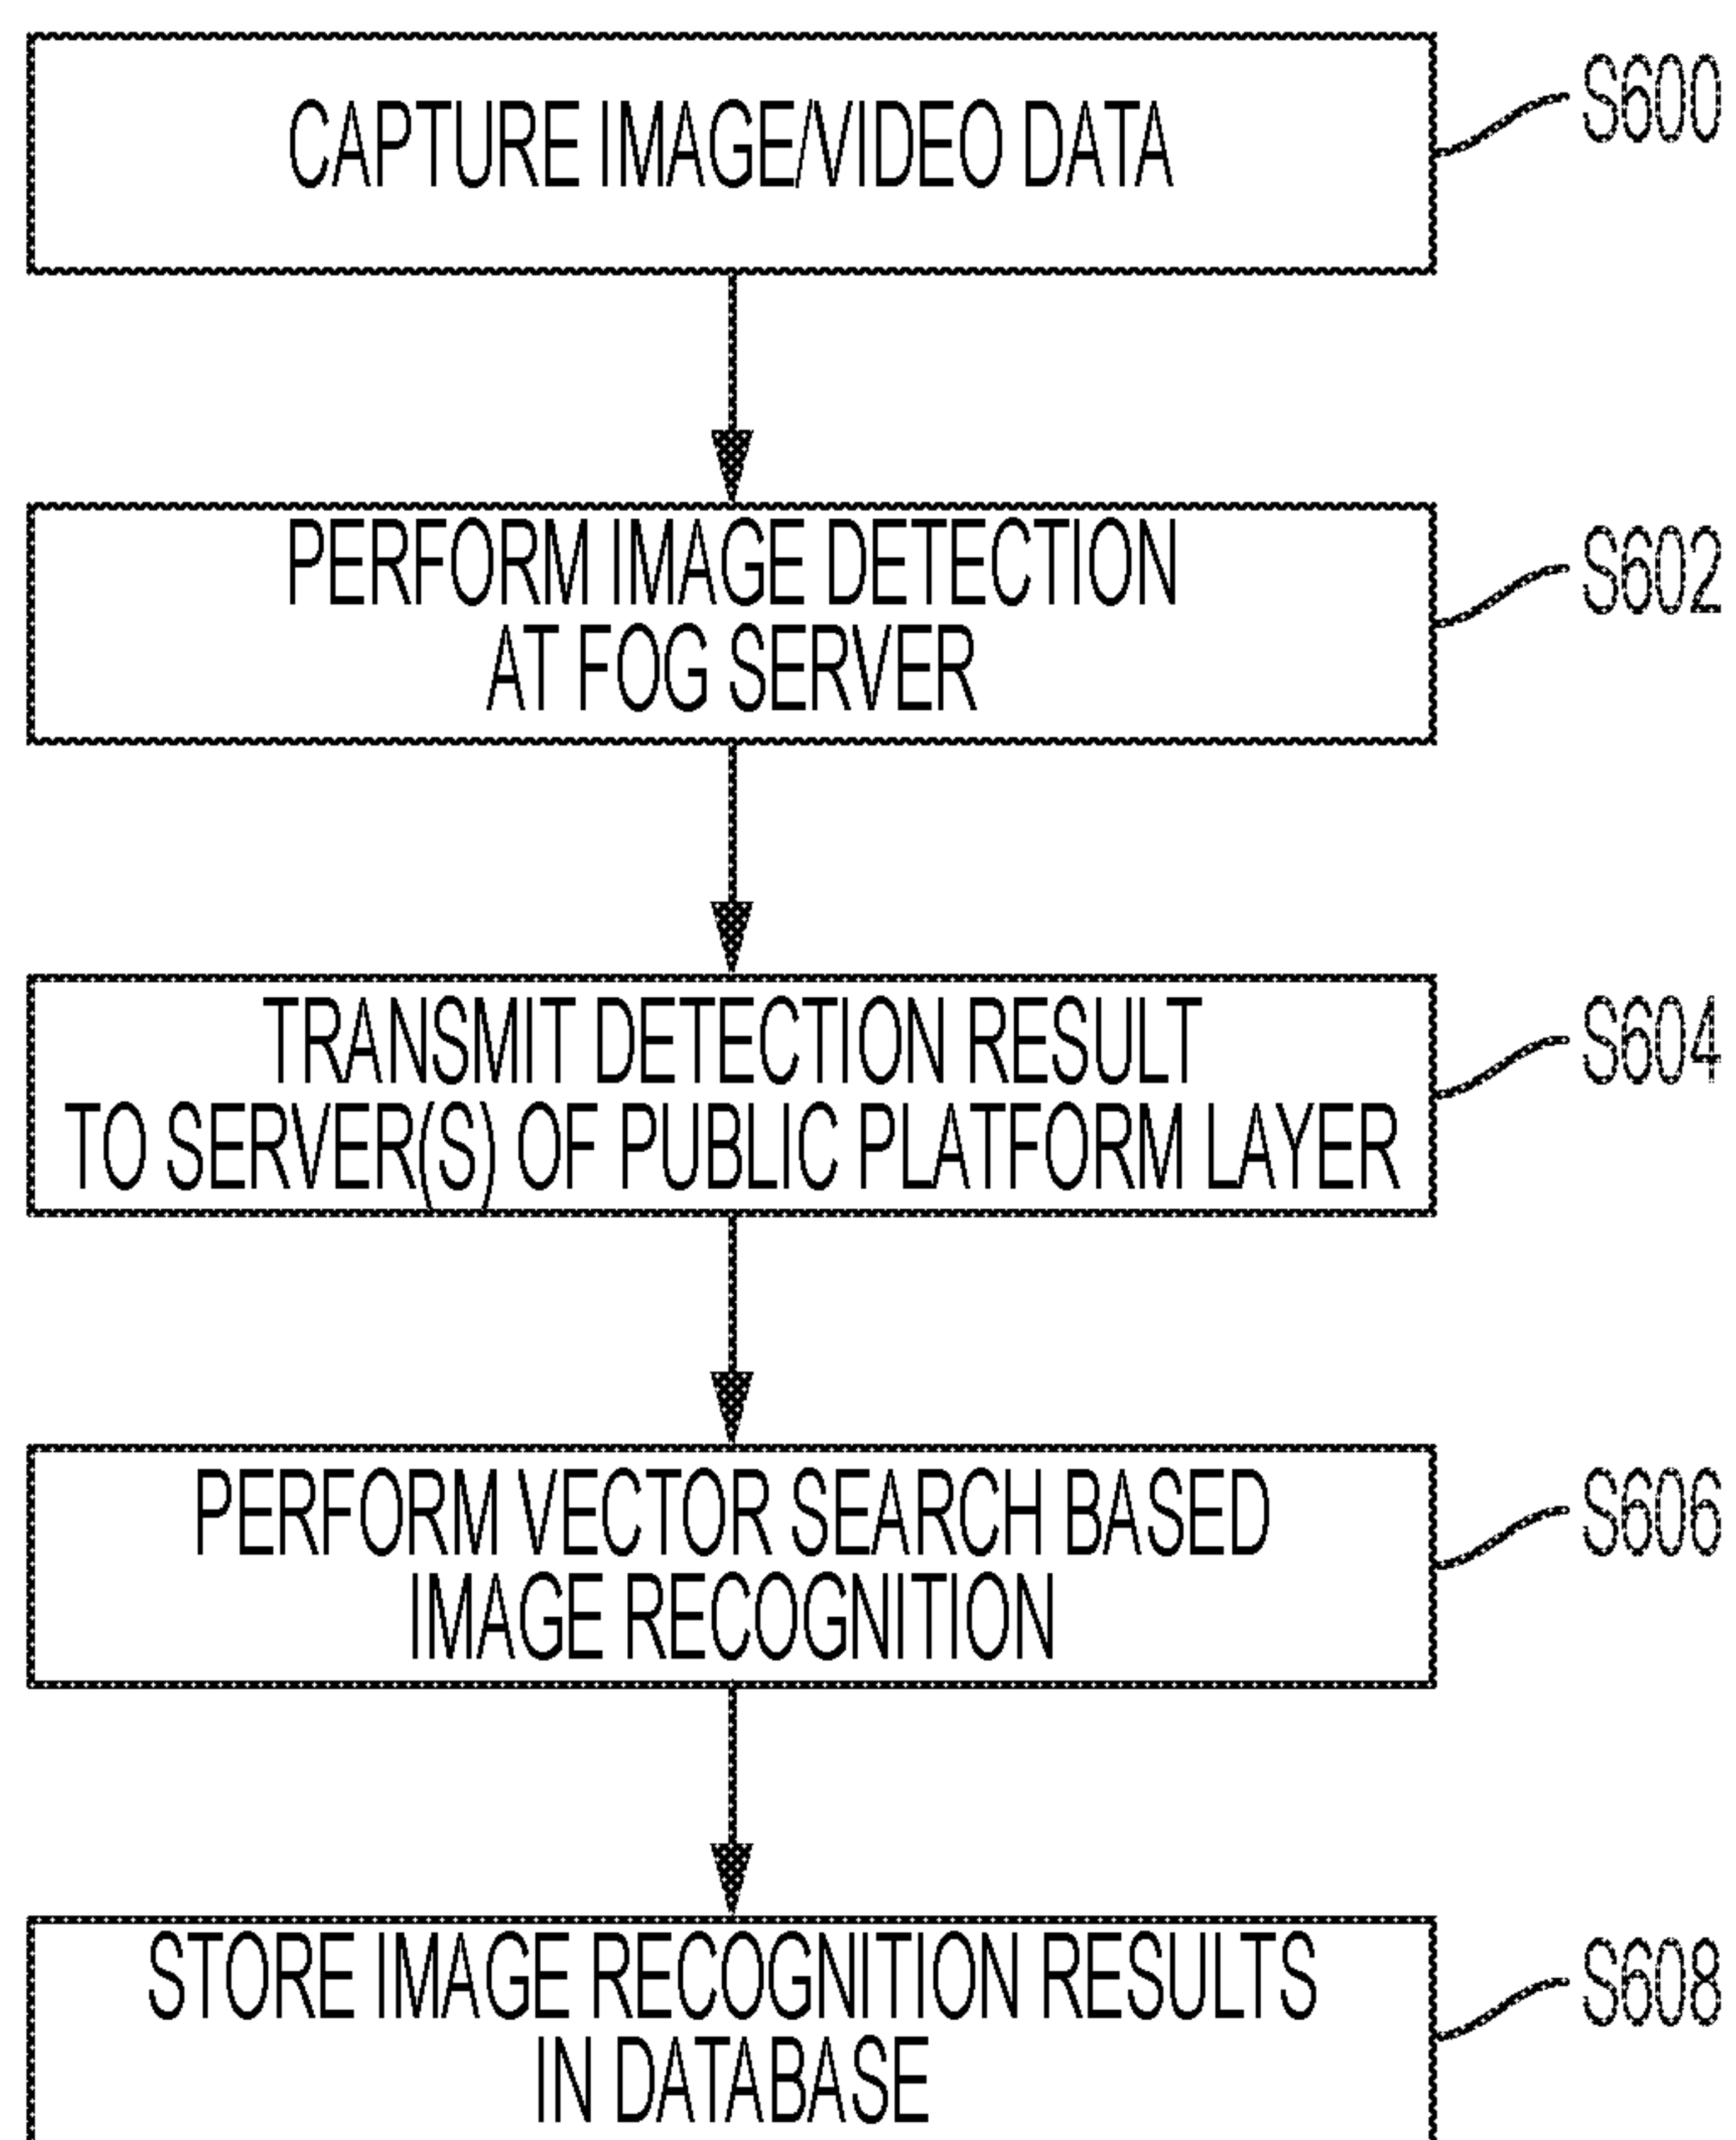 CAPTURE IMAGE/VIDEO DATA
S600
PERFORM IMAGE DETECTION
AT FOG SERVER
S602
TRANSMIT DETECTION RESULT
TO SERVER(S) OF PUBLIC PLATFORM LAYER
S604
PERFORM VECTOR SEARCH BASED
IMAGE RECOGNITION
S606
STORE IMAGE RECOGNITION RESULTS
IN DATABASE
S608